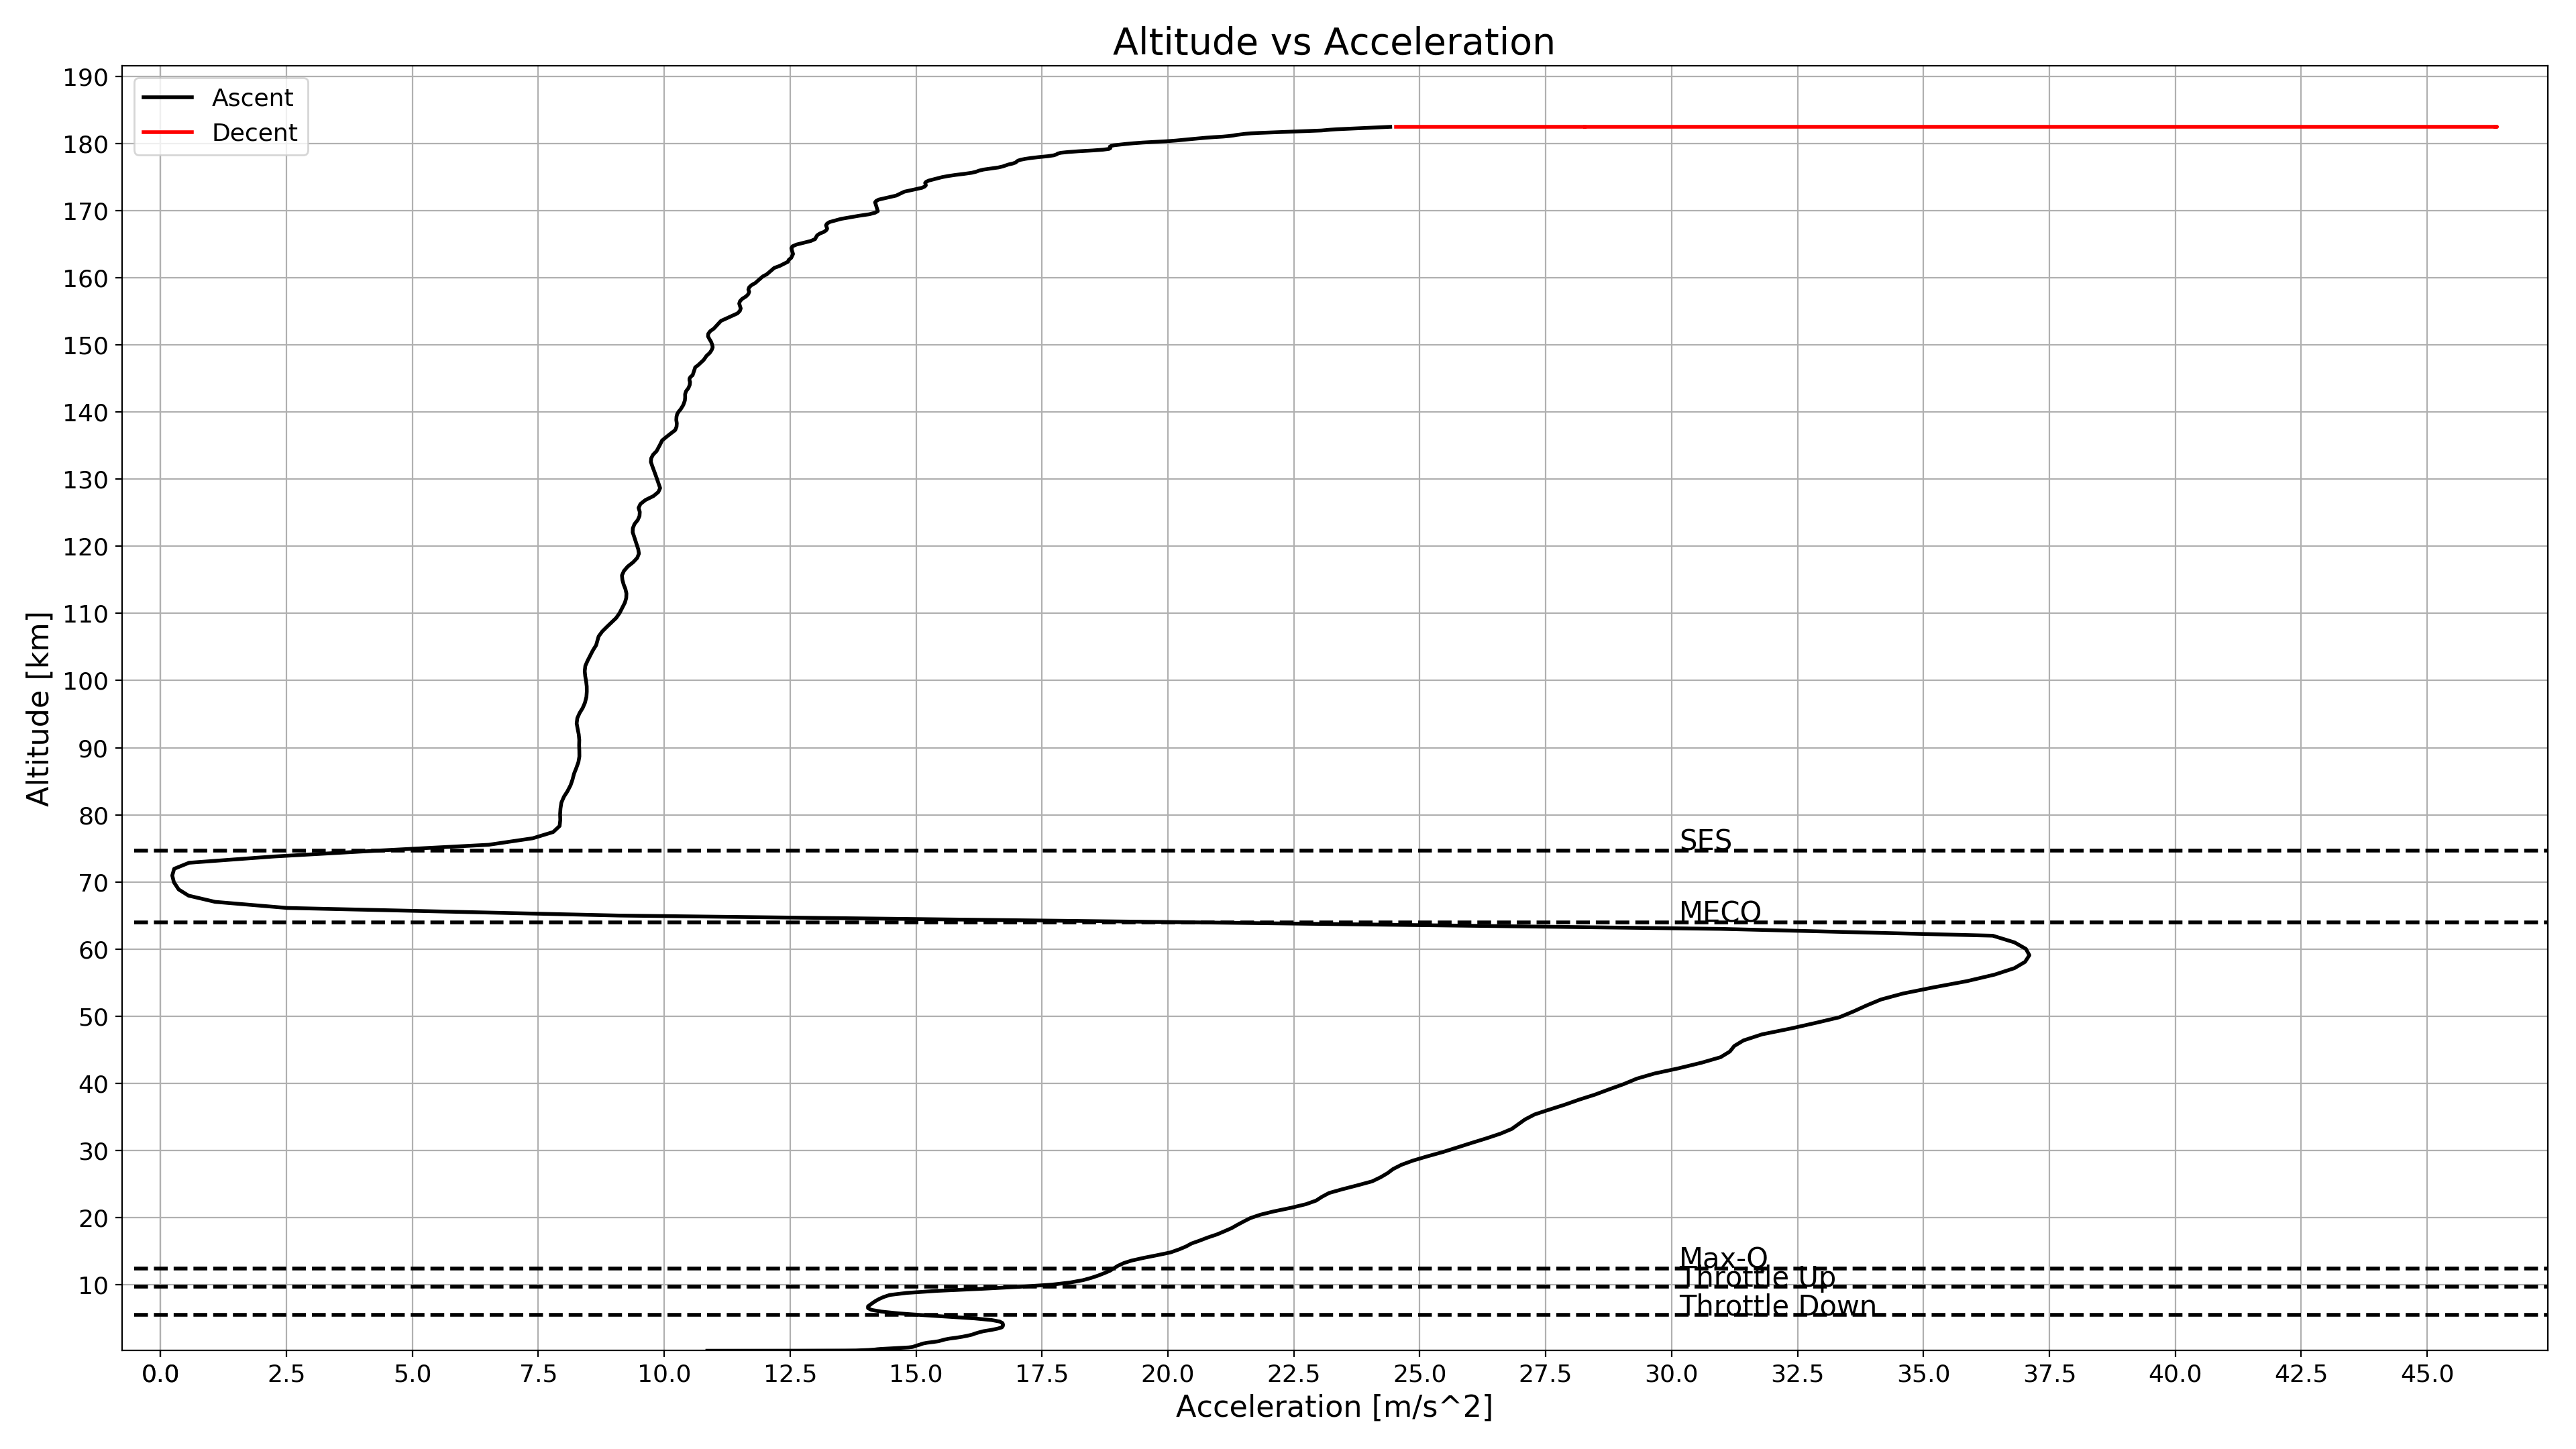 Altitude vs Acceleration
Ascent
Decent
Altitude [km]
190
180
170
160
150
140
130
120
110
100
90
80
70
60
50
40
30
20
10
SES
MECO
Max-Q
Throttle Up
Throttle Down
0.0 2.5 5.0 7.5 10.0 12.5 15.0 17.5 20.0 22.5 25.0 27.5 30.0 32.5 35.0 37.5 40.0 42.5 45.0
Acceleration [m/s^2]